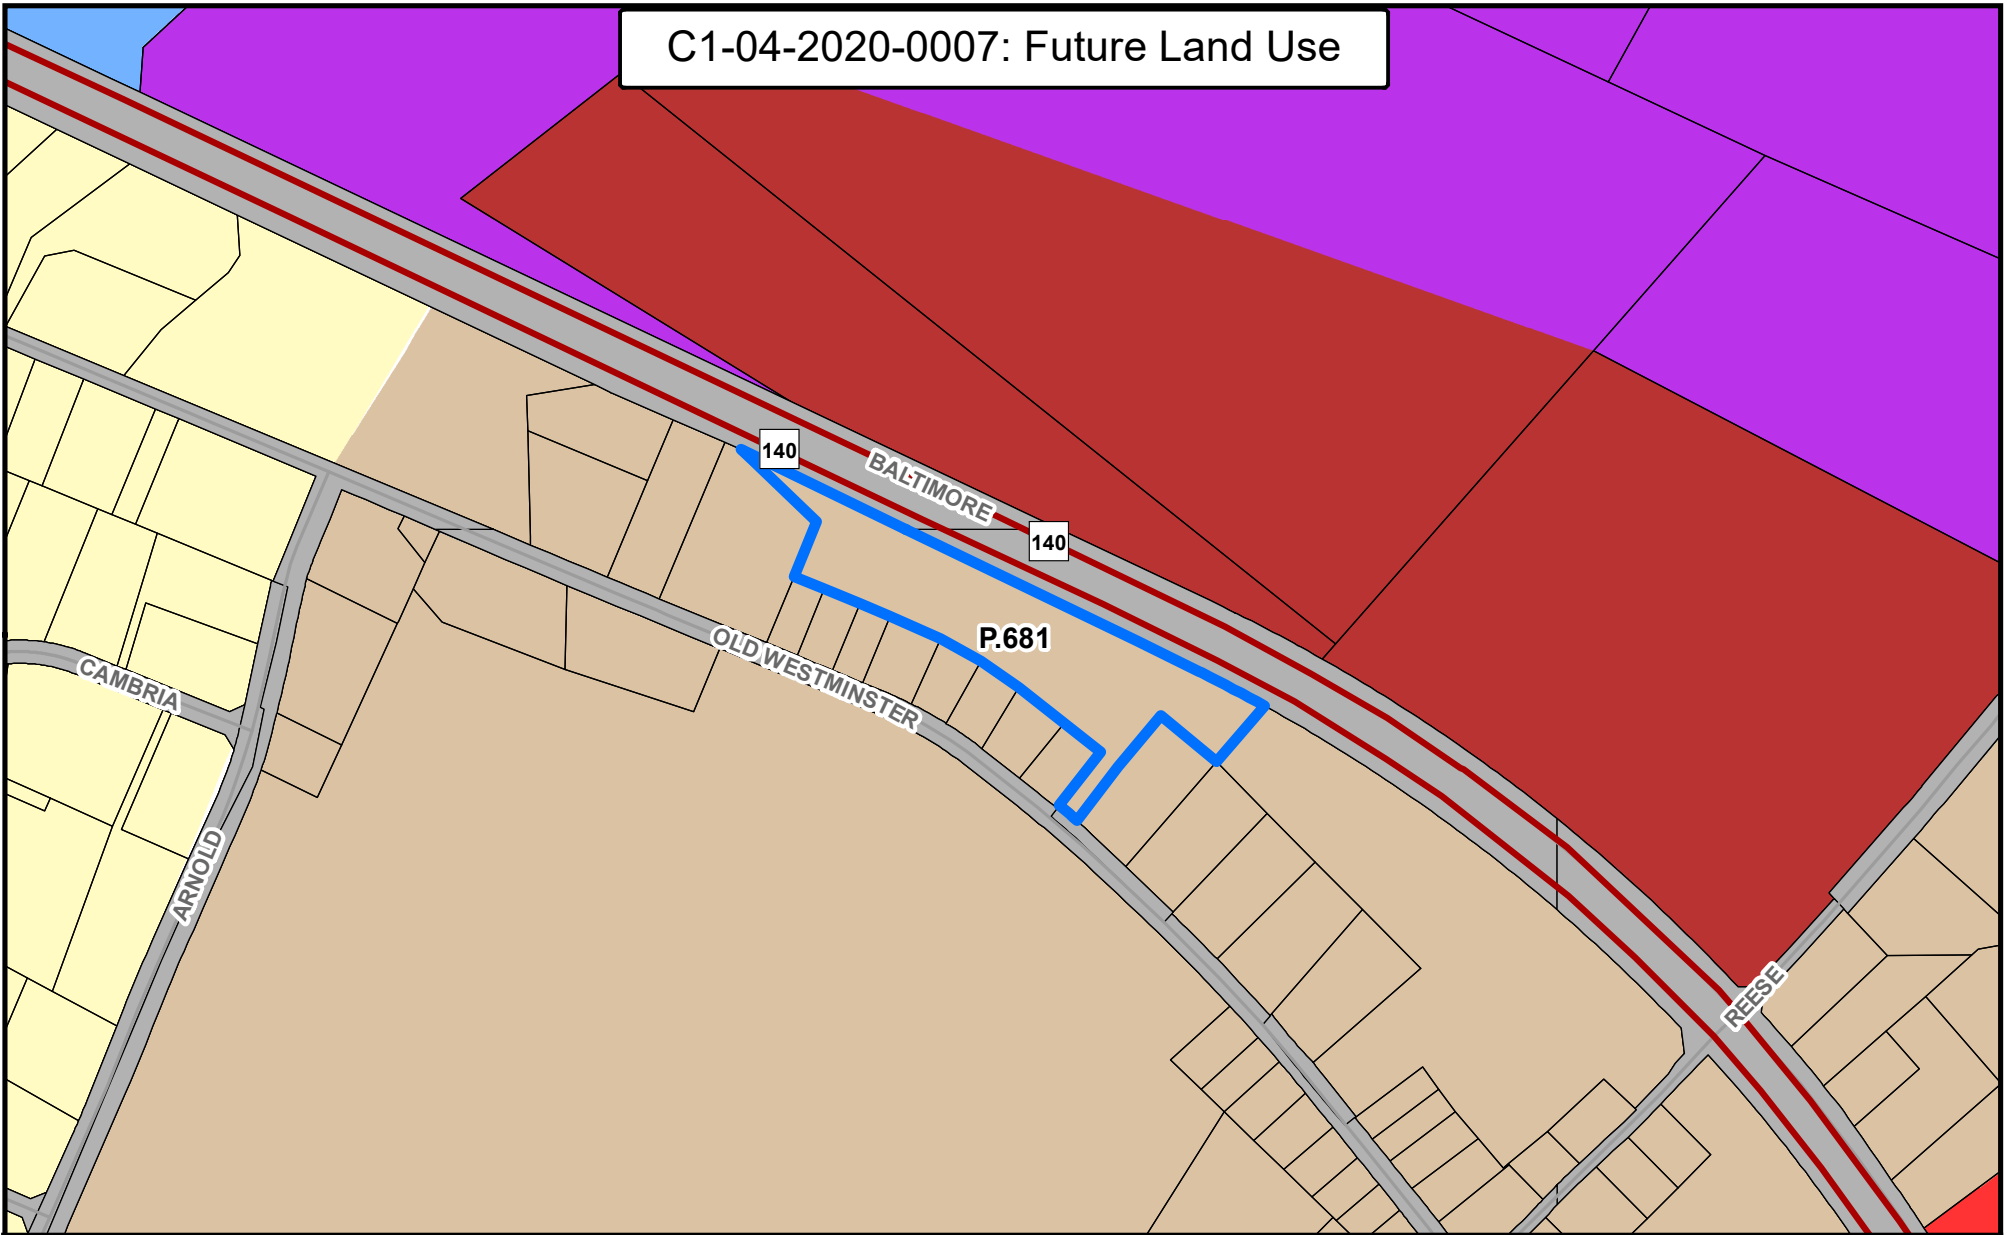 C1-04-2020-0007: Future Land Use
140
BALTIMORE
140
P.681
OLD WESTMINSTER
CAMBRIA
ARNOLD
REESE